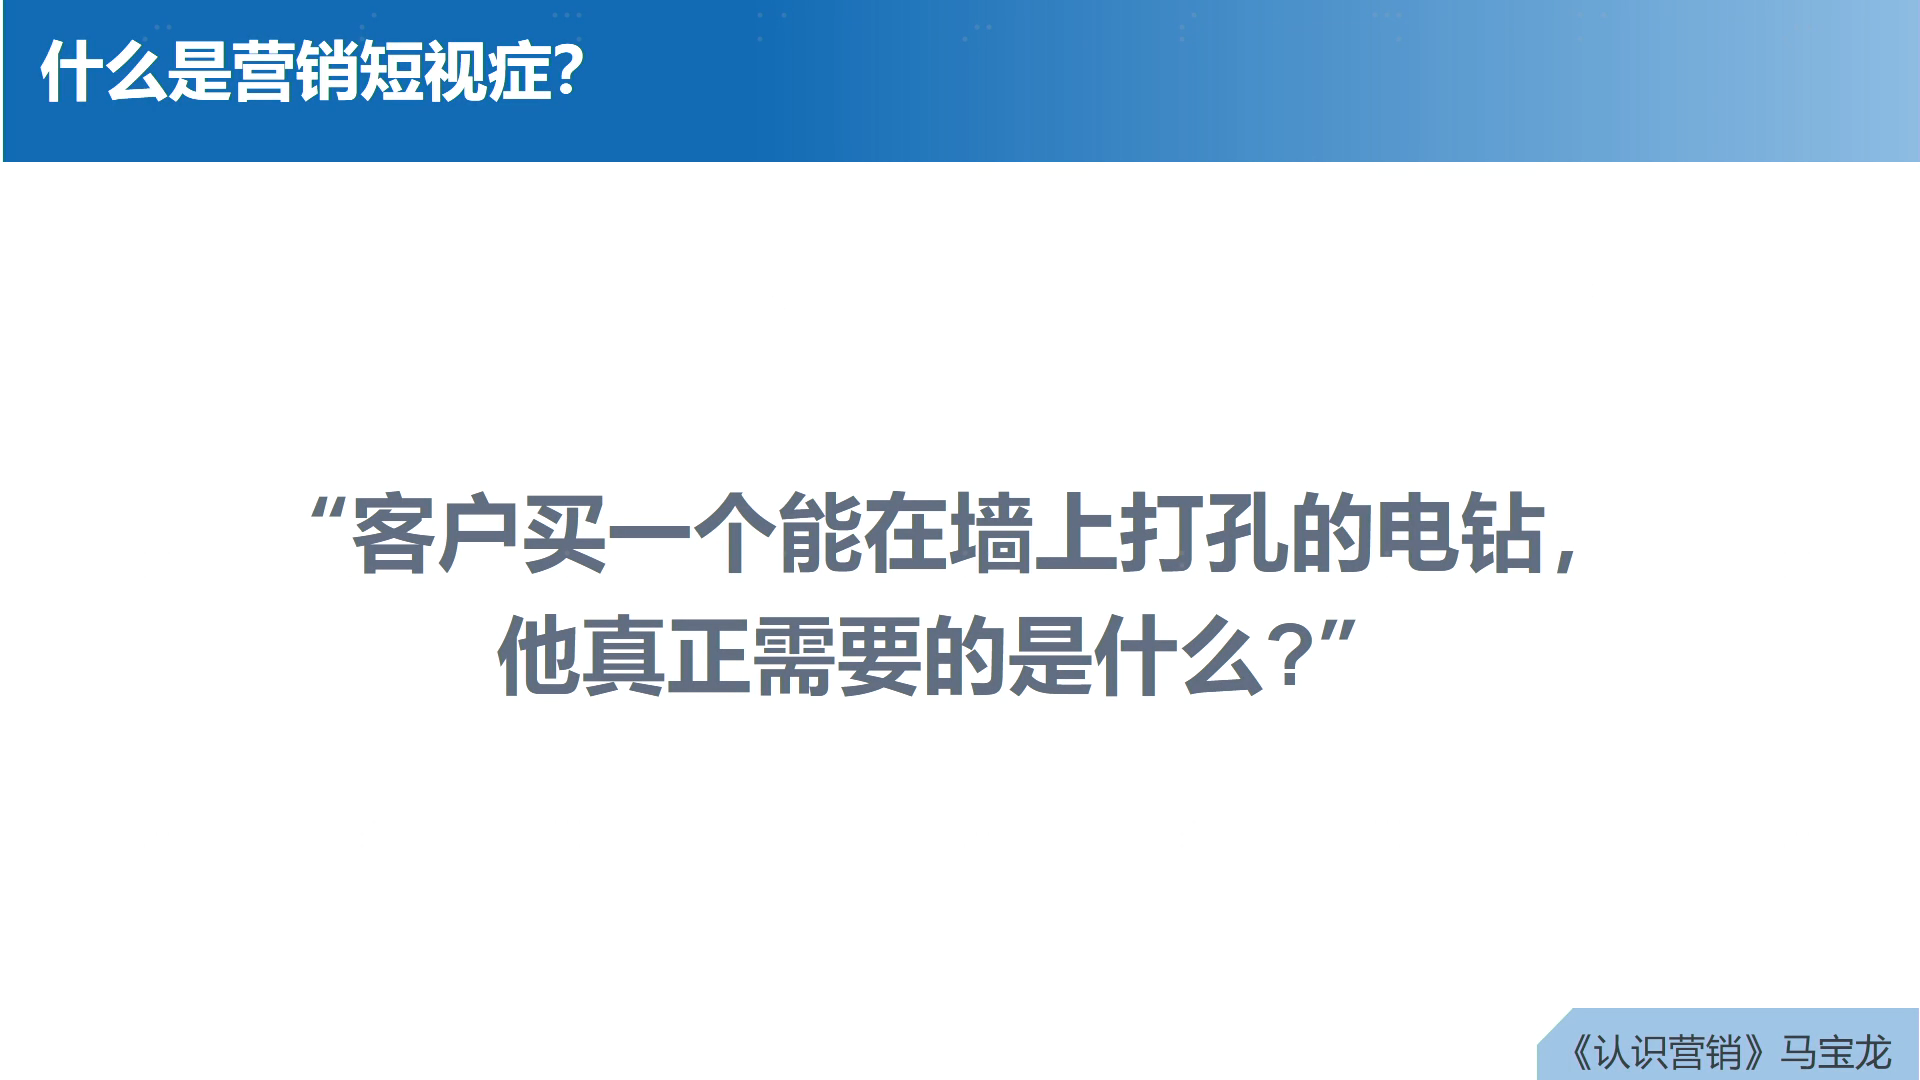 什么是营销短视症？
“客户买一个能在墙上打孔的电钻，
他真正需要的是什么？”
《认识营销》马宝龙